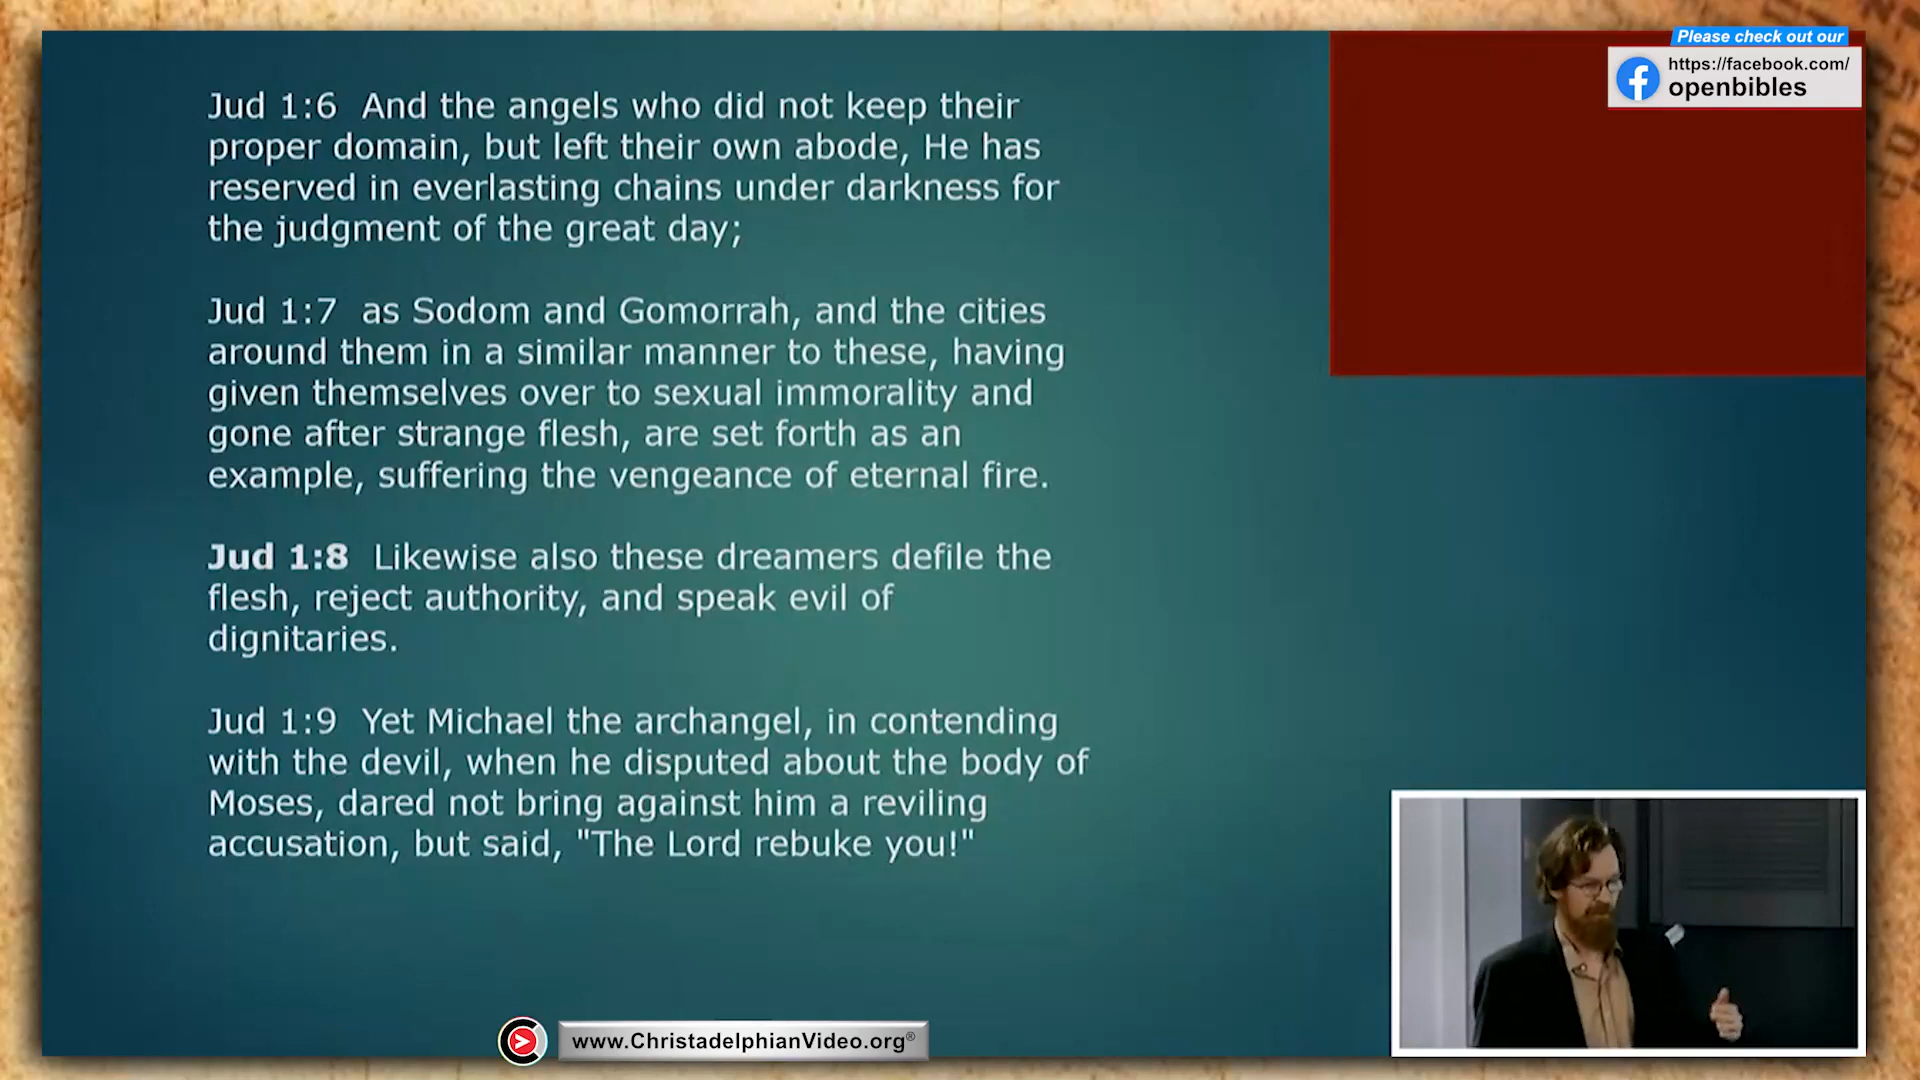 Please check out our
https://facebook.com/
openbibles
Jud 1:6  And the angels who did not keep their
proper domain, but left their own abode, He has
reserved in everlasting chains under darkness for
the judgment of the great day;
Jud 1:7  as Sodom and Gomorrah, and the cities
around them in a similar manner to these, having
given themselves over to sexual immorality and
gone after strange flesh, are set forth as an
example, suffering the vengeance of eternal fire.
Jud 1:8  Likewise also these dreamers defile the
flesh, reject authority, and speak evil of
dignitaries.
Jud 1:9  Yet Michael the archangel, in contending
with the devil, when he disputed about the body of
Moses, dared not bring against him a reviling
accusation, but said, "The Lord rebuke you!"
www.ChristadelphianVideo.org®